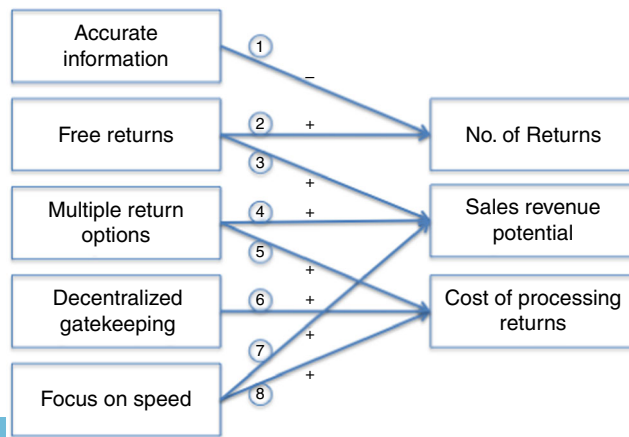 Accurate
information
1
–
Free returns
2
+
No. of Returns
3
+
Multiple return
options
4
+
Sales revenue
potential
5
+
Decentralized
gatekeeping
6
+
Cost of processing
returns
7
+
Focus on speed
8
+